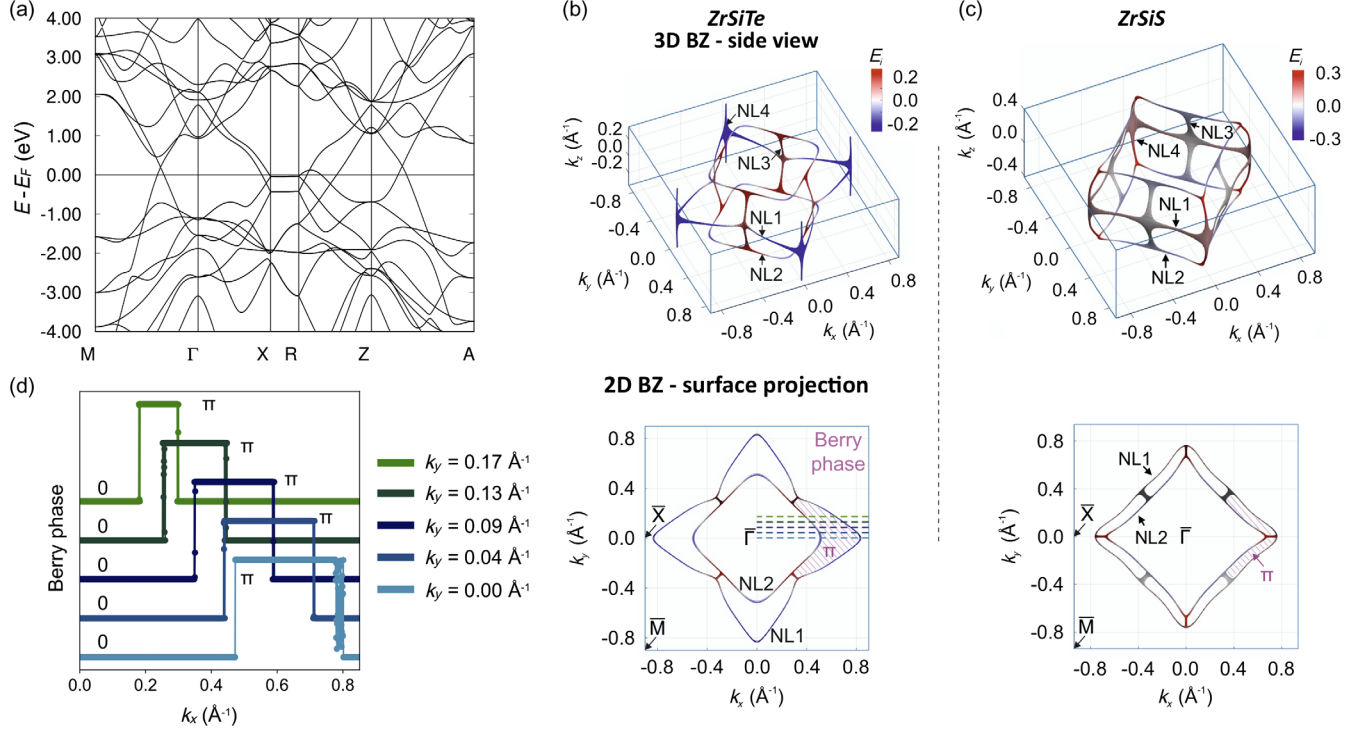 (a)
4.00
3.00
2.00
1.00
0.00
-1.00
-2.00
-3.00
-4.00
E - E_F (eV)
M Γ X R Z A
(b)
ZrSiTe
3D BZ - side view
E_i
0.2
0.0
-0.2
NL4
NL3
NL1
NL2
0.2
0.0
-0.2
k_z (Å⁻¹)
-0.8
-0.4
0.0
0.4
0.8
k_y (Å⁻¹)
-0.8
-0.4
0.0
0.4
0.8
k_x (Å⁻¹)
(c)
ZrSiS
E_i
0.3
0.0
-0.3
NL3
NL4
NL1
NL2
0.4
0.0
-0.4
k_z (Å⁻¹)
-0.8
-0.4
0.0
0.4
0.8
k_y (Å⁻¹)
-0.8
-0.4
0.0
0.4
0.8
k_x (Å⁻¹)
(d)
π
π
π
π
π
0
0
0
0
0
Berry phase
0.0 0.2 0.4 0.6 0.8
k_x (Å⁻¹)
k_y = 0.17 Å⁻¹
k_y = 0.13 Å⁻¹
k_y = 0.09 Å⁻¹
k_y = 0.04 Å⁻¹
k_y = 0.00 Å⁻¹
2D BZ - surface projection
Berry
phase
0.8
0.4
0.0
-0.4
-0.8
k_y (Å⁻¹)
X̅
Γ̅
π
NL2
NL1
M̅
-0.8 -0.4 0.0 0.4 0.8
k_x (Å⁻¹)
0.8
0.4
0.0
-0.4
-0.8
k_y (Å⁻¹)
NL1
X̅
NL2
Γ̅
π
M̅
-0.8 -0.4 0.0 0.4 0.8
k_x (Å⁻¹)